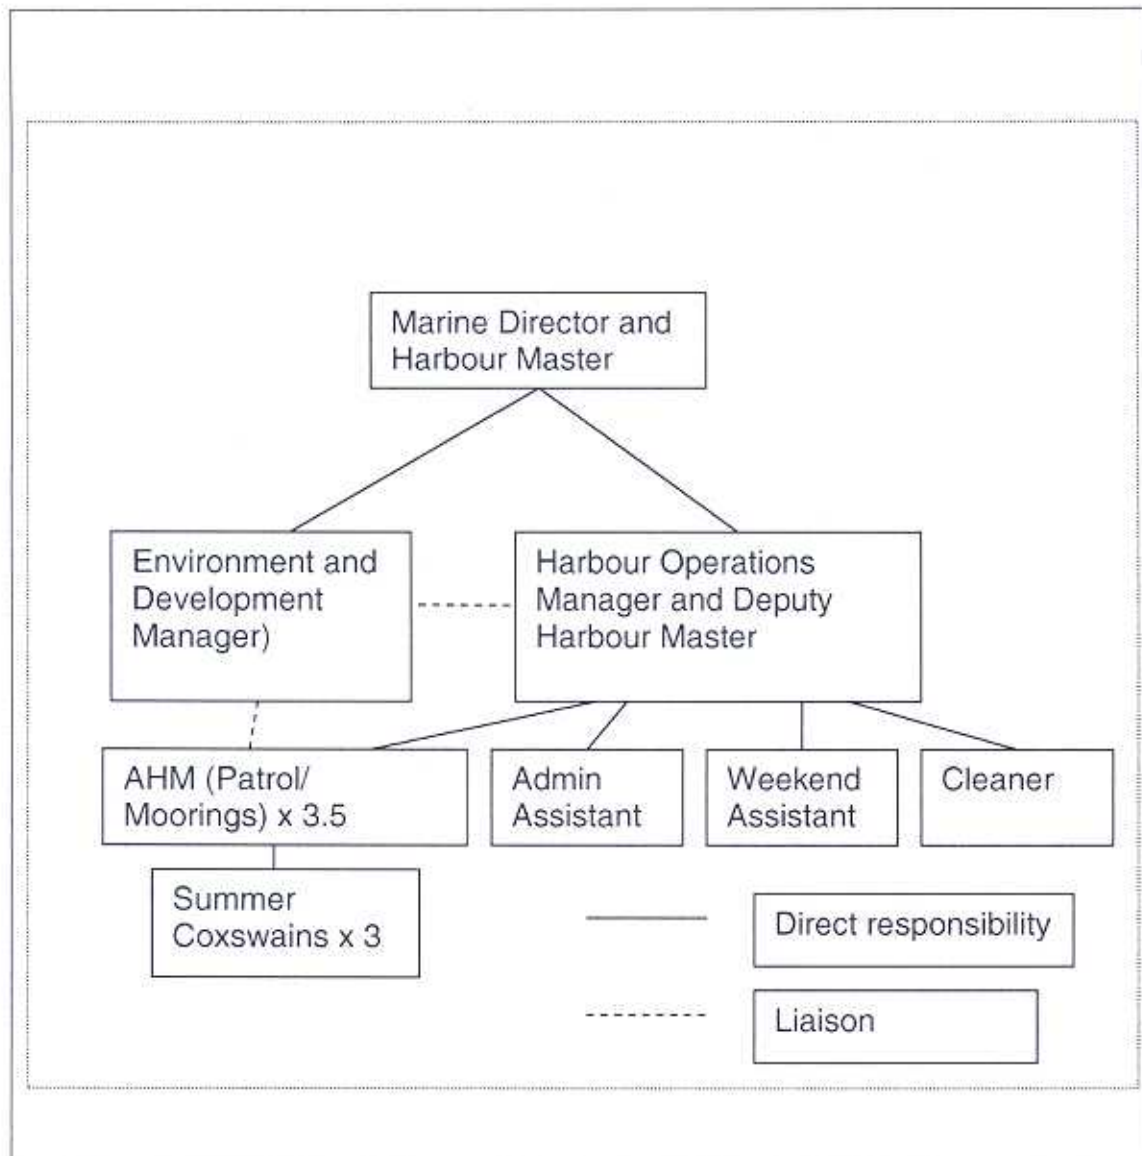 Marine Director and
Harbour Master
Environment and
Development
Manager)
Harbour Operations
Manager and Deputy
Harbour Master
AHM (Patrol/
Moorings) x 3.5
Admin
Assistant
Weekend
Assistant
Cleaner
Summer
Coxswains x 3
Direct responsibility
Liaison